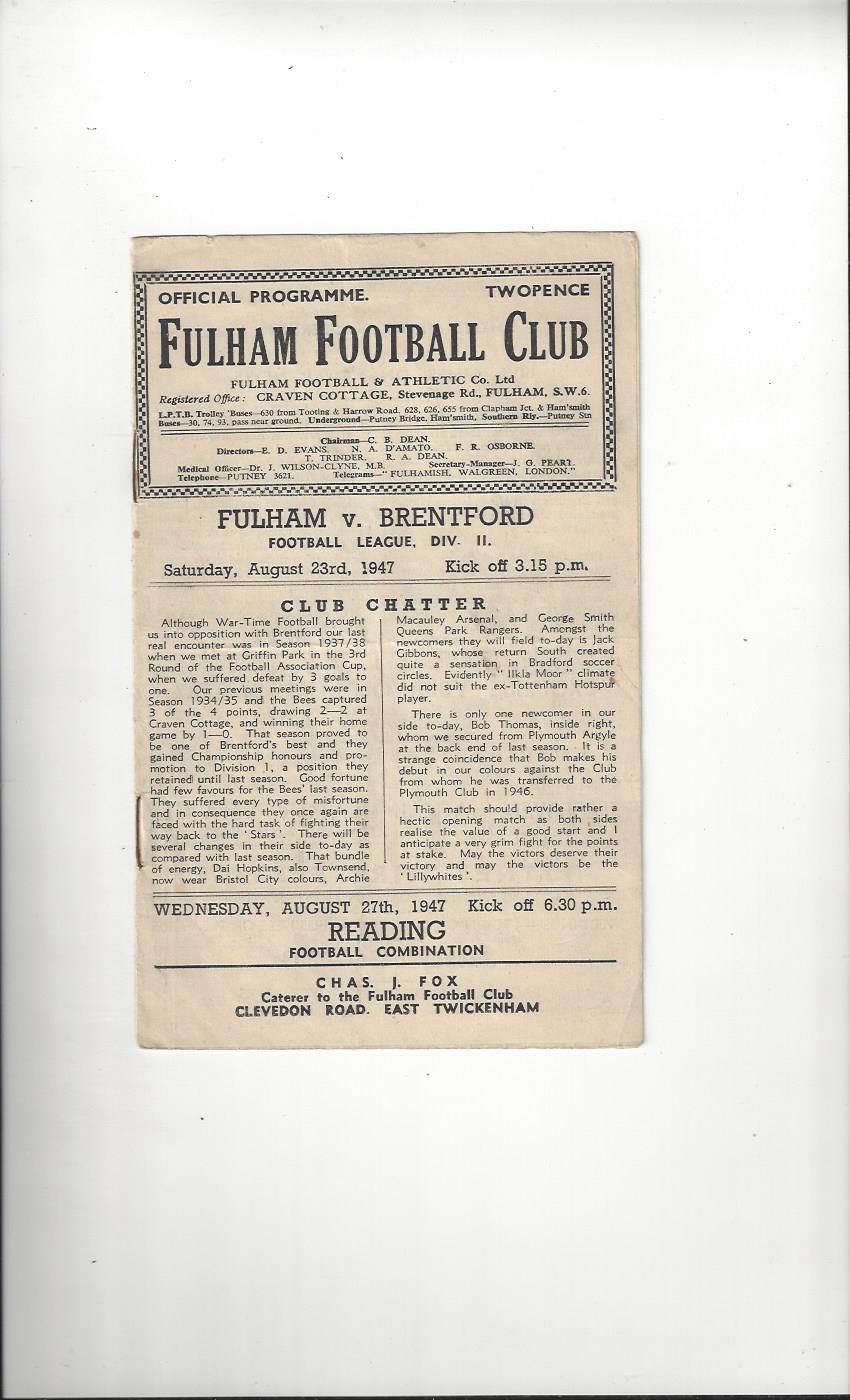 OFFICIAL PROGRAMME. TWOPENCE
FULHAM FOOTBALL CLUB
FULHAM FOOTBALL & ATHLETIC Co. Ltd
Registered Office: CRAVEN COTTAGE, Stevenage Rd., FULHAM, S.W.6.
L.P.T.B. Trolley 'Buses—630 from Tooting & Harrow Road. 628, 626, 655 from Clapham Jct. & Ham'smith
Buses—30, 74, 93, pass near ground. Underground—Putney Bridge, Ham'smith, Southern Rly.—Putney Stn
Chairman—C. B. DEAN.
Directors—E. D. EVANS. N. A. D'AMATO. F. R. OSBORNE.
T. TRINDER. R. A. DEAN.
Medical Officer—Dr. J. WILSON-CLYNE, M.B. Secretary-Manager—J. G. PEART.
Telephone—PUTNEY 3621. Telegrams—"FULHAMISH, WALGREEN, LONDON."
FULHAM v. BRENTFORD
FOOTBALL LEAGUE, DIV. II.
Saturday, August 23rd, 1947 Kick off 3.15 p.m.
CLUB CHATTER
Although War-Time Football brought
us into opposition with Brentford our last
real encounter was in Season 1937/38
when we met at Griffin Park in the 3rd
Round of the Football Association Cup,
when we suffered defeat by 3 goals to
one. Our previous meetings were in
Season 1934/35 and the Bees captured
3 of the 4 points, drawing 2—2 at
Craven Cottage, and winning their home
game by 1—0. That season proved to
be one of Brentford's best and they
gained Championship honours and pro-
motion to Division 1, a position they
retained until last season. Good fortune
had few favours for the Bees' last season.
They suffered every type of misfortune
and in consequence they once again are
faced with the hard task of fighting their
way back to the 'Stars'. There will be
several changes in their side to-day as
compared with last season. That bundle
of energy, Dai Hopkins, also Townsend,
now wear Bristol City colours, Archie
Macauley Arsenal, and George Smith
Queens Park Rangers. Amongst the
newcomers they will field to-day is Jack
Gibbons, whose return South created
quite a sensation in Bradford soccer
circles. Evidently "Ilkla Moor" climate
did not suit the ex-Tottenham Hotspur
player.
There is only one newcomer in our
side to-day, Bob Thomas, inside right,
whom we secured from Plymouth Argyle
at the back end of last season. It is a
strange coincidence that Bob makes his
debut in our colours against the Club
from whom he was transferred to the
Plymouth Club in 1946.
This match should provide rather a
hectic opening match as both sides
realise the value of a good start and I
anticipate a very grim fight for the points
at stake. May the victors deserve their
victory and may the victors be the
'Lillywhites'.
WEDNESDAY, AUGUST 27th, 1947 Kick off 6.30 p.m.
READING
FOOTBALL COMBINATION
CHAS. J. FOX
Caterer to the Fulham Football Club
CLEVEDON ROAD. EAST TWICKENHAM